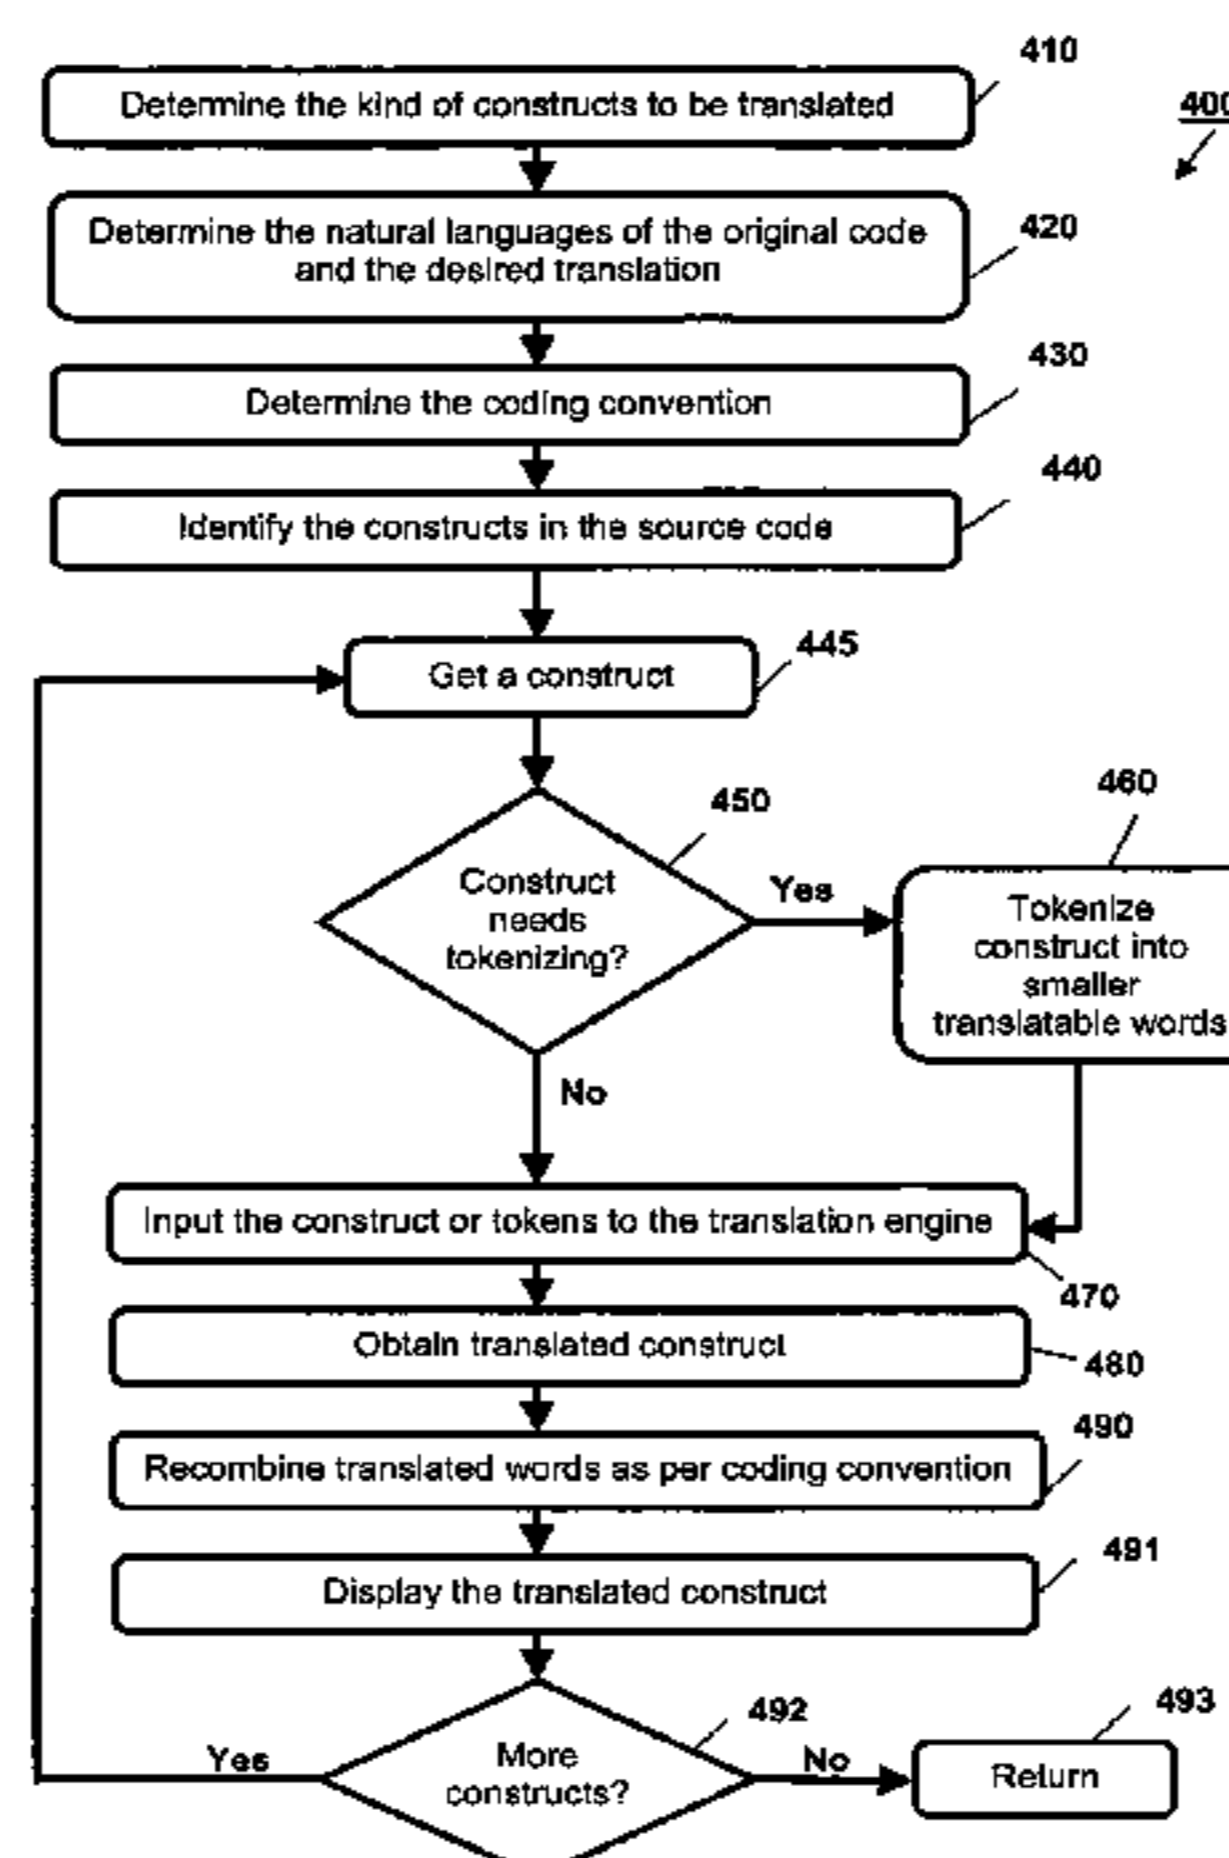 410
Determine the kind of constructs to be translated
400
Determine the natural languages of the original code
and the desired translation
420
430
Determine the coding convention
440
Identify the constructs in the source code
445
Get a construct
450
Construct
needs
tokenizing?
Yes
460
Tokenize
construct into
smaller
translatable words
No
Input the construct or tokens to the translation engine
470
Obtain translated construct
480
490
Recombine translated words as per coding convention
491
Display the translated construct
492
More
constructs?
Yes
No
493
Return